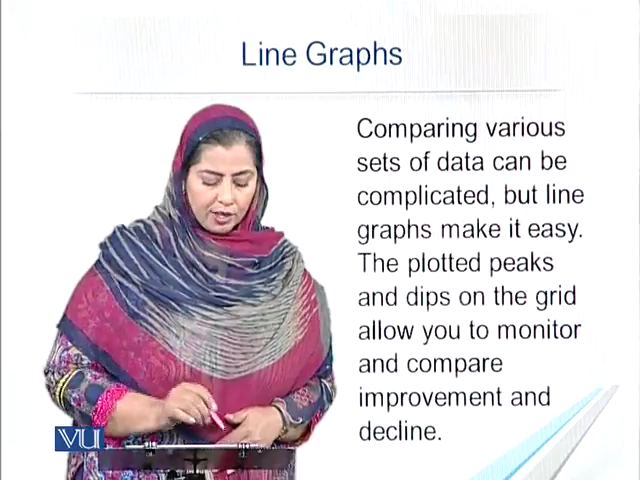 Line Graphs
Comparing various
sets of data can be
complicated, but line
graphs make it easy.
The plotted peaks
and dips on the grid
allow you to monitor
and compare
improvement and
decline.
VU